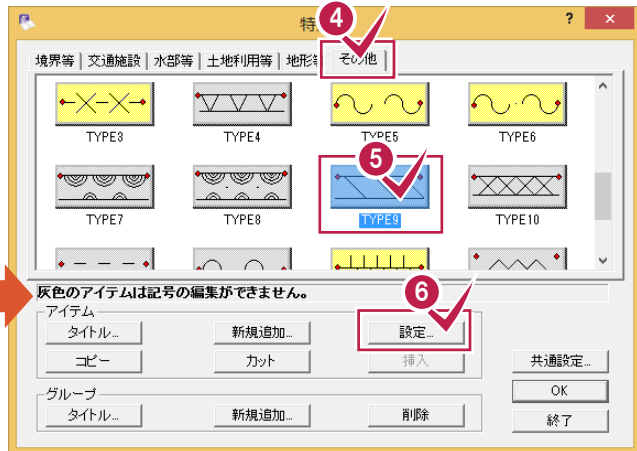 4
特
? ×
境界等 交通施設 水部等 土地利用等 地形等 その他
TYPE3 TYPE4 TYPE5 TYPE6
5
TYPE7 TYPE8 TYPE9 TYPE10
灰色のアイテムは記号の編集ができません。
6
アイテム
タイトル... 新規追加... 設定...
コピー カット 挿入 共通設定...
グループ OK
タイトル... 新規追加... 削除 終了